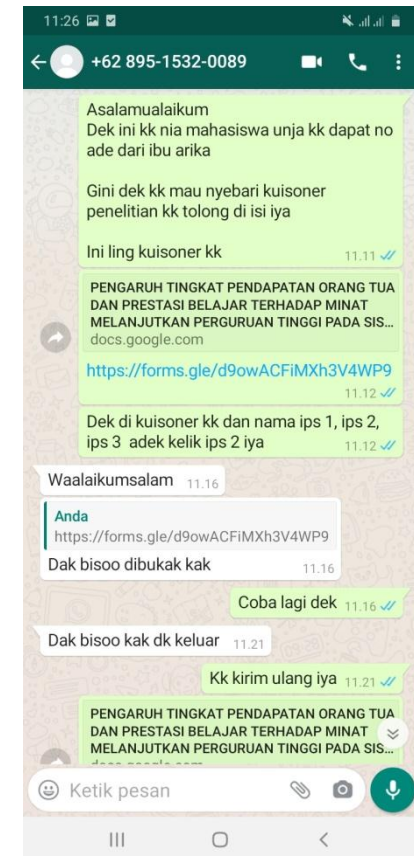 11:26
+62 895-1532-0089
Asalamualaikum
Dek ini kk nia mahasiswa unja kk dapat no
ade dari ibu arika
Gini dek kk mau nyebari kuisoner
penelitian kk tolong di isi iya
Ini ling kuisoner kk
11.11
PENGARUH TINGKAT PENDAPATAN ORANG TUA
DAN PRESTASI BELAJAR TERHADAP MINAT
MELANJUTKAN PERGURUAN TINGGI PADA SIS...
docs.google.com
https://forms.gle/d9owACFiMXh3V4WP9
11.12
Dek di kuisoner kk dan nama ips 1, ips 2,
ips 3 adek kelik ips 2 iya
11.12
Waalaikumsalam 11.16
Anda
https://forms.gle/d9owACFiMXh3V4WP9
Dak bisoo dibukak kak
11.16
Coba lagi dek 11.16
Dak bisoo kak dk keluar 11.21
Kk kirim ulang iya 11.21
PENGARUH TINGKAT PENDAPATAN ORANG TUA
DAN PRESTASI BELAJAR TERHADAP MINAT
MELANJUTKAN PERGURUAN TINGGI PADA SIS...
Ketik pesan